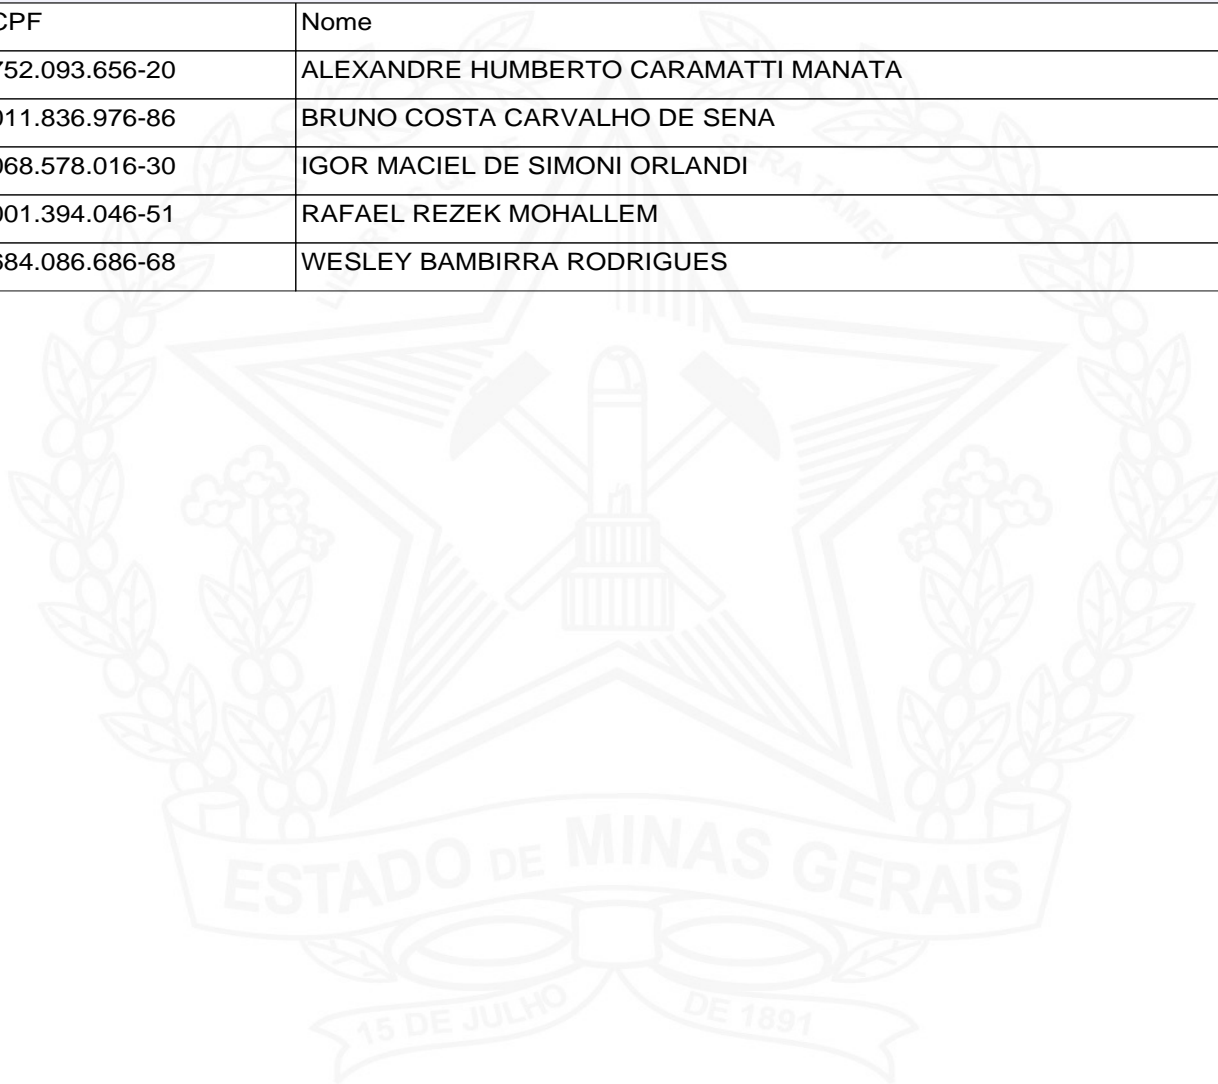 CPF Nome
752.093.656-20 ALEXANDRE HUMBERTO CARAMATTI MANATA
011.836.976-86 BRUNO COSTA CARVALHO DE SENA
068.578.016-30 IGOR MACIEL DE SIMONI ORLANDI
001.394.046-51 RAFAEL REZEK MOHALLEM
684.086.686-68 WESLEY BAMBIRRA RODRIGUES
SERA TAMEN
ESTADO DE MINAS GERAIS
15 DE JULHO DE 1891